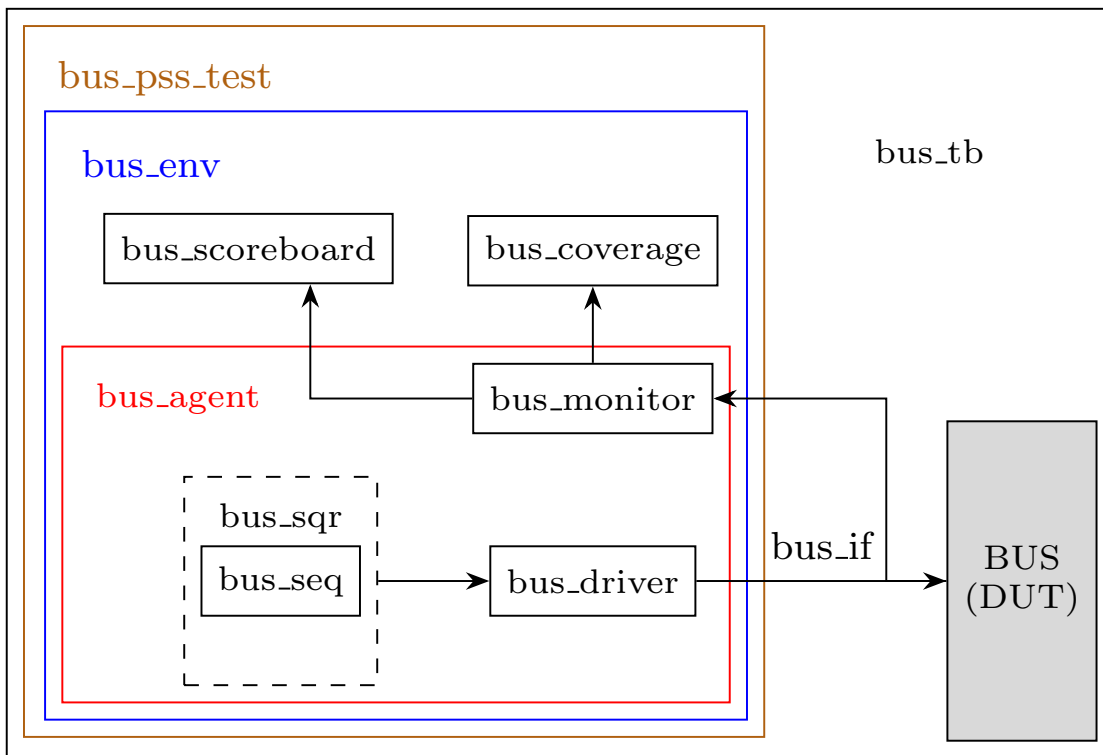 bus_pss_test
bus_env
bus_tb
bus_scoreboard
bus_coverage
bus_agent
bus_monitor
bus_sqr
bus_seq
bus_driver
bus_if
BUS
(DUT)